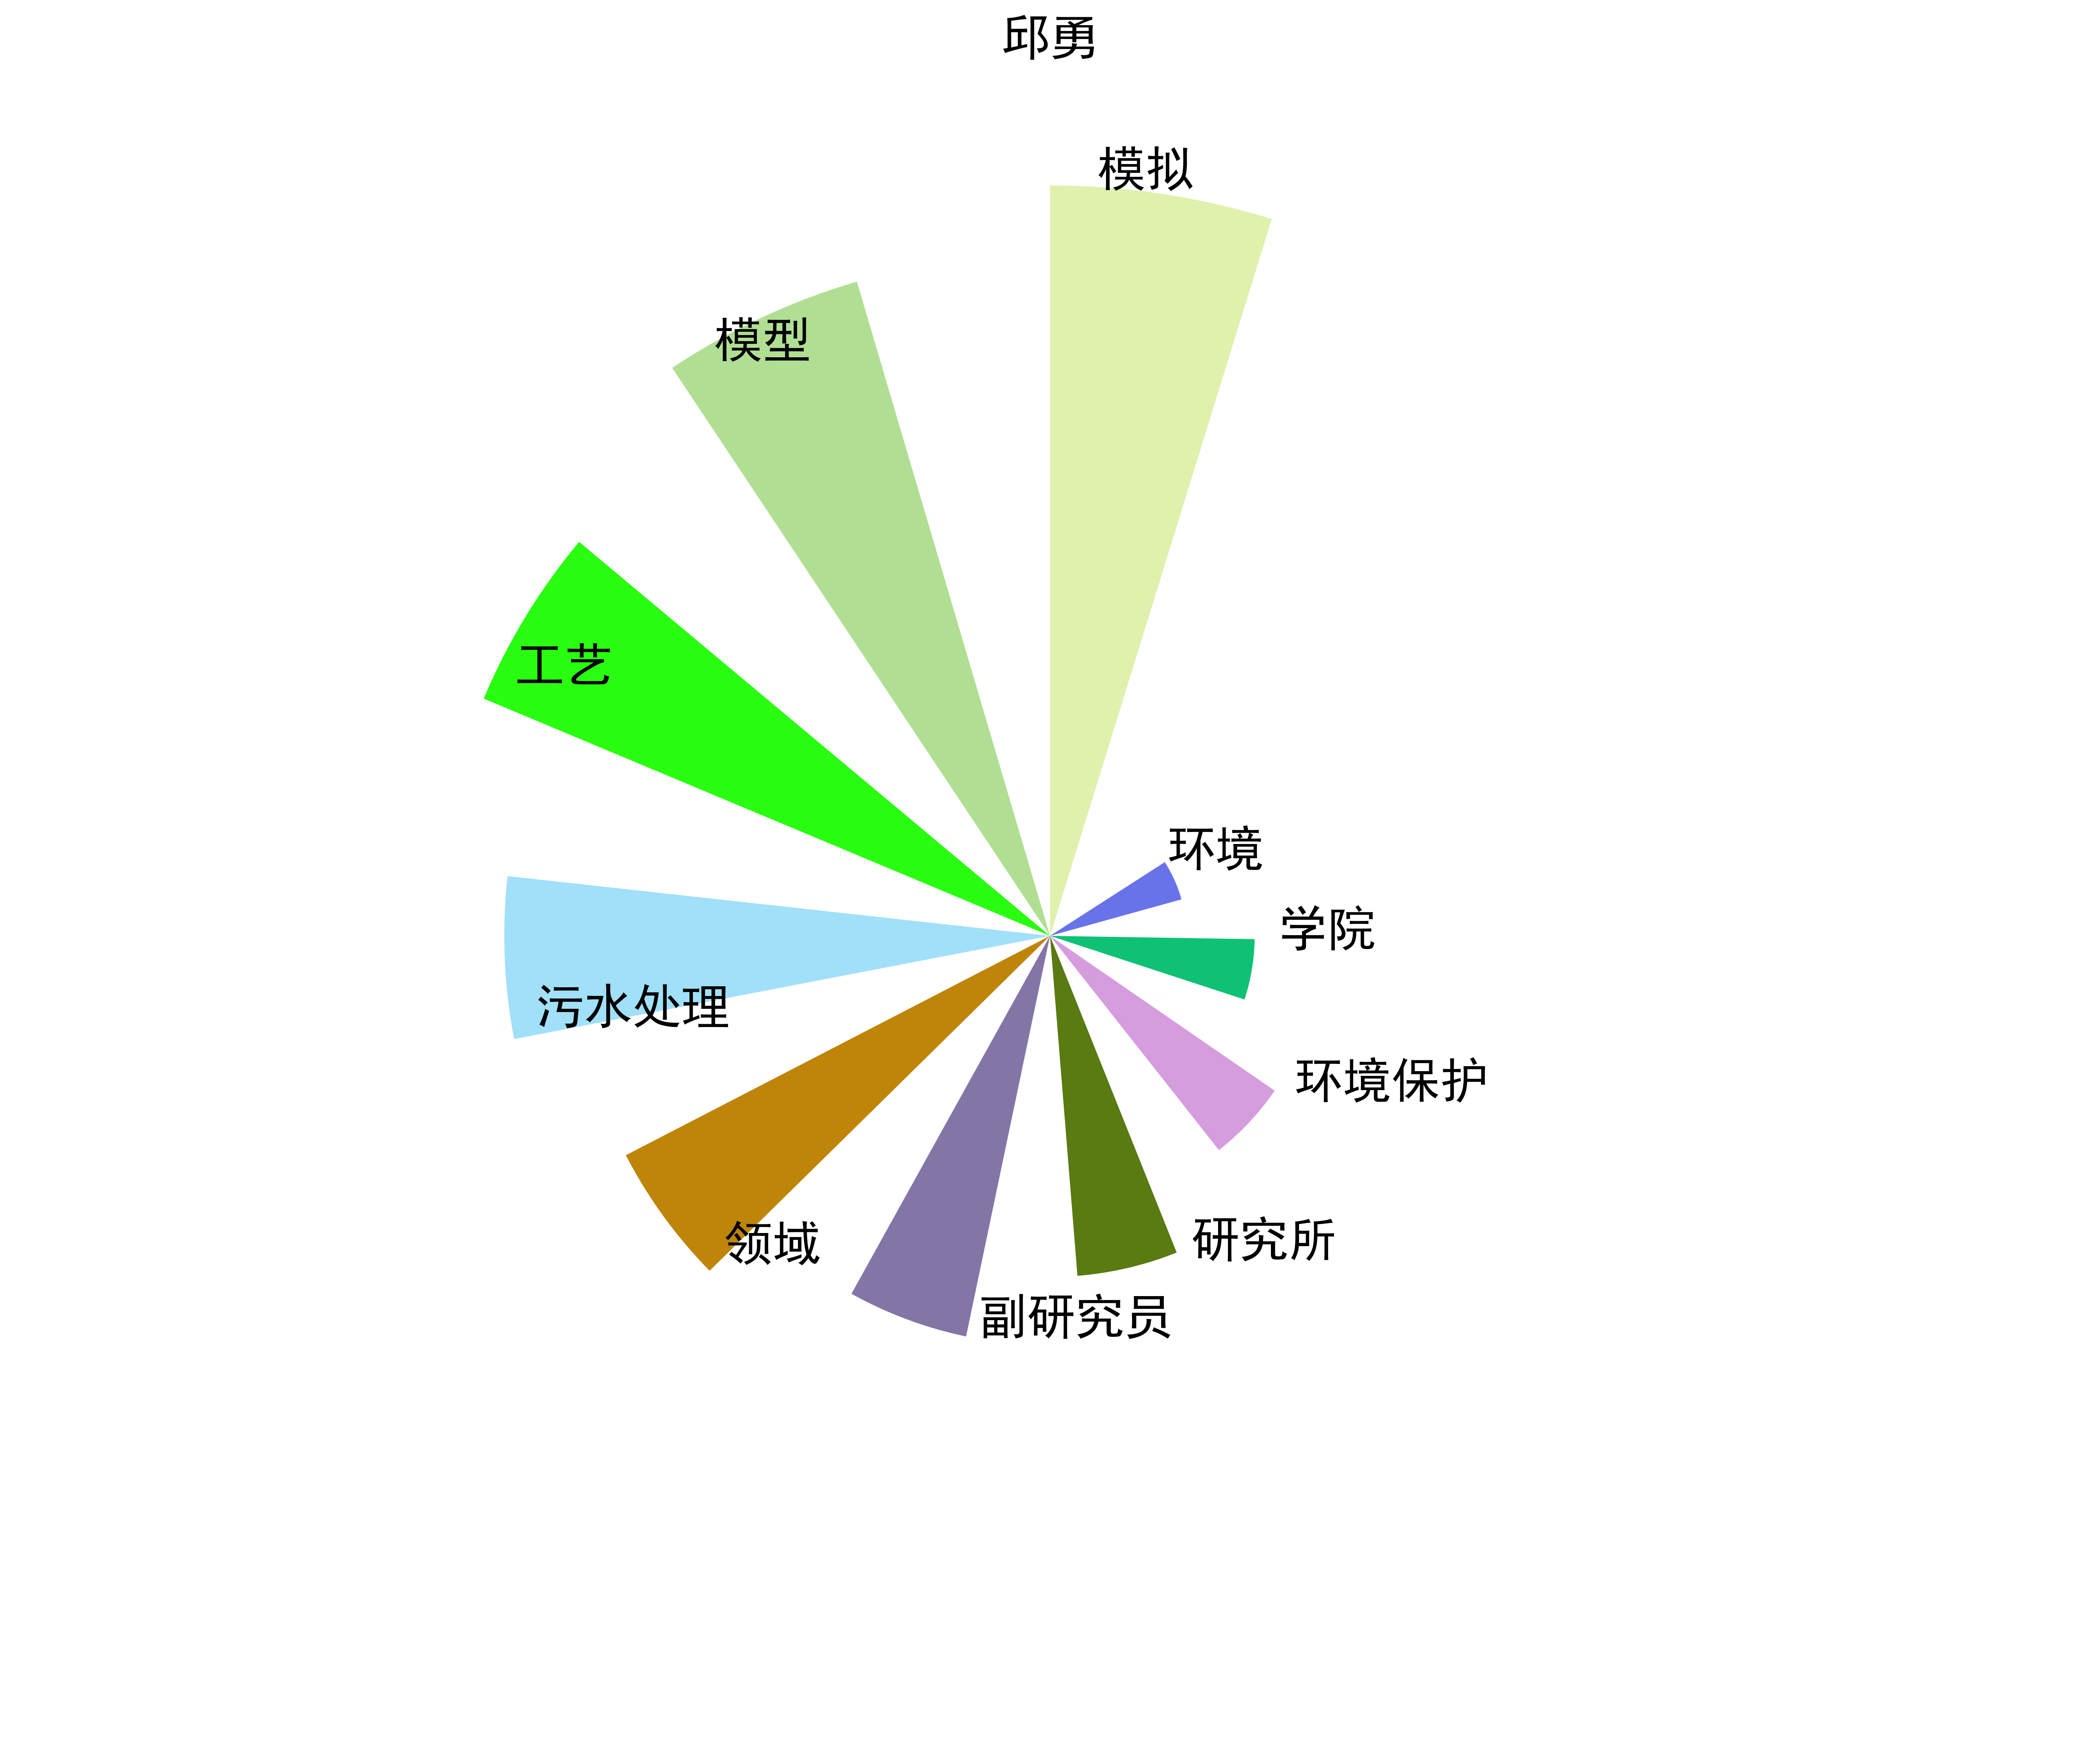 邱勇
模拟
模型
工艺
环境
学院
污水处理
环境保护
领域
研究所
副研究员